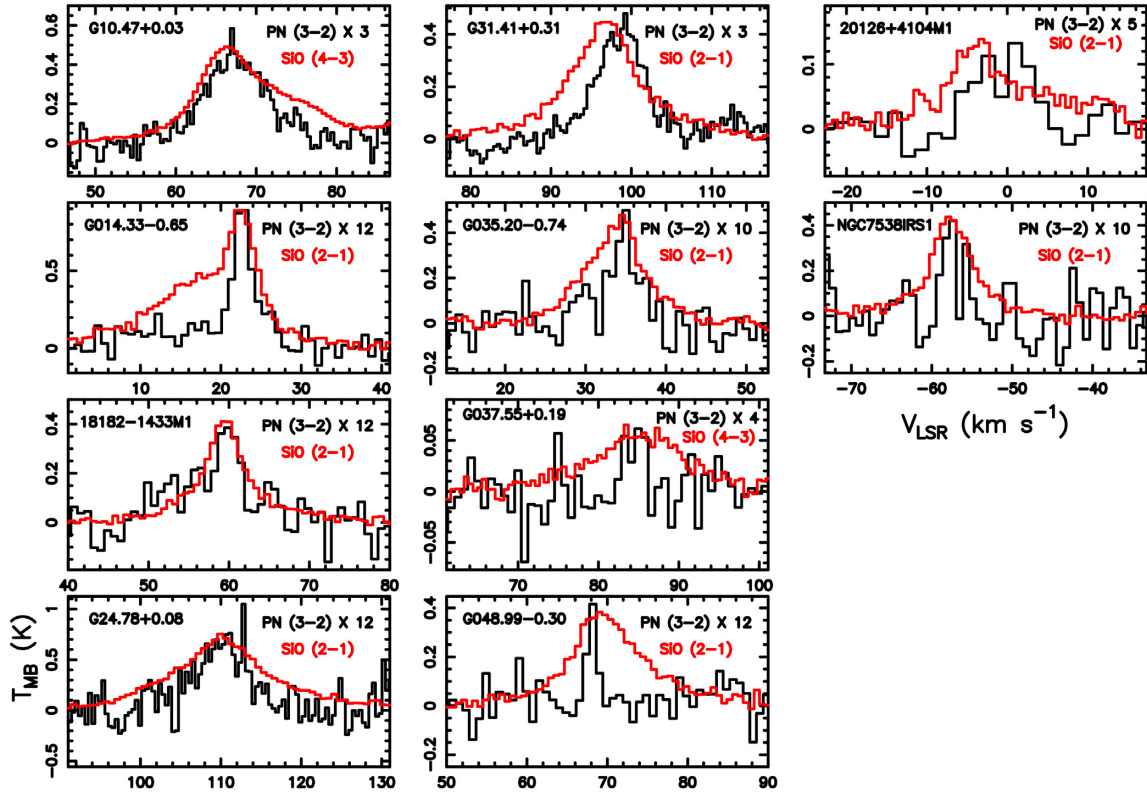 G10.47+0.03 PN (3−2) X 3
SiO (4−3)
0 0.2 0.4 0.6
50 60 70 80
G31.41+0.31 PN (3−2) X 3
SiO (2−1)
0 0.2 0.4
80 90 100 110
20126+4104M1 PN (3−2) X 5
SiO (2−1)
0 0.1
−20 −10 0 10
G014.33−0.65 PN (3−2) X 12
SiO (2−1)
0 0.5
10 20 30 40
G035.20−0.74 PN (3−2) X 10
SiO (2−1)
−0.2 0 0.2 0.4
20 30 40 50
NGC7538IRS1 PN (3−2) X 10
SiO (2−1)
−0.2 0 0.2 0.4
−70 −60 −50 −40
V_LSR (km s⁻¹)
18182−1433M1 PN (3−2) X 12
SiO (2−1)
0 0.2 0.4
40 50 60 70 80
G037.55+0.19 PN (3−2) X 4
SiO (4−3)
−0.05 0 0.05
70 80 90 100
G24.78+0.08 PN (3−2) X 12
SiO (2−1)
T_MB (K)
−0.5 0 0.5 1
100 110 120 130
G048.99−0.30 PN (3−2) X 12
SiO (2−1)
−0.2 0 0.2 0.4
50 60 70 80 90